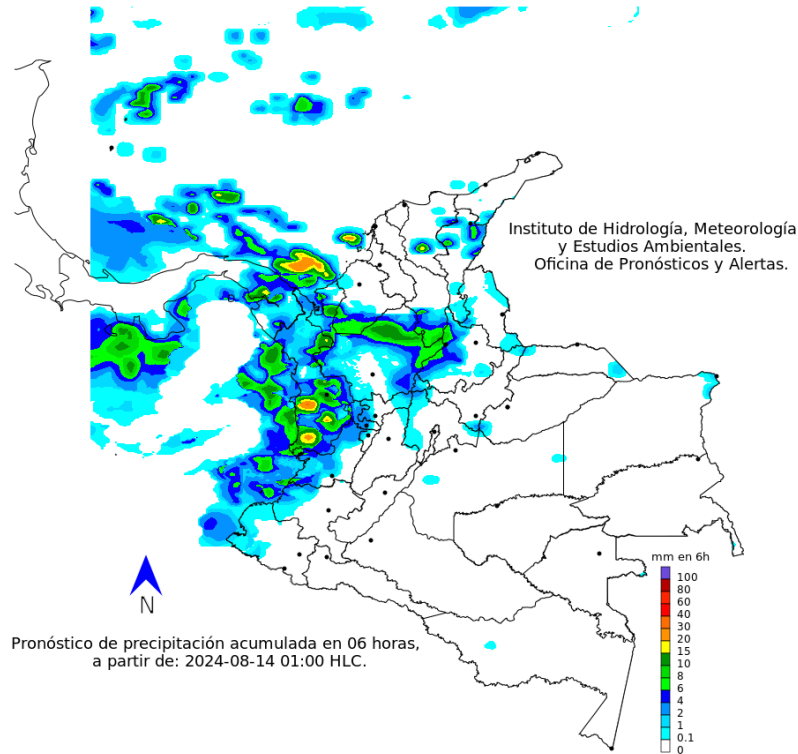 Instituto de Hidrología, Meteorología
y Estudios Ambientales.
Oficina de Pronósticos y Alertas.
mm en 6h
100
80
60
40
30
20
15
10
8
6
4
2
1
0.1
0
N
Pronóstico de precipitación acumulada en 06 horas,
a partir de: 2024-08-14 01:00 HLC.